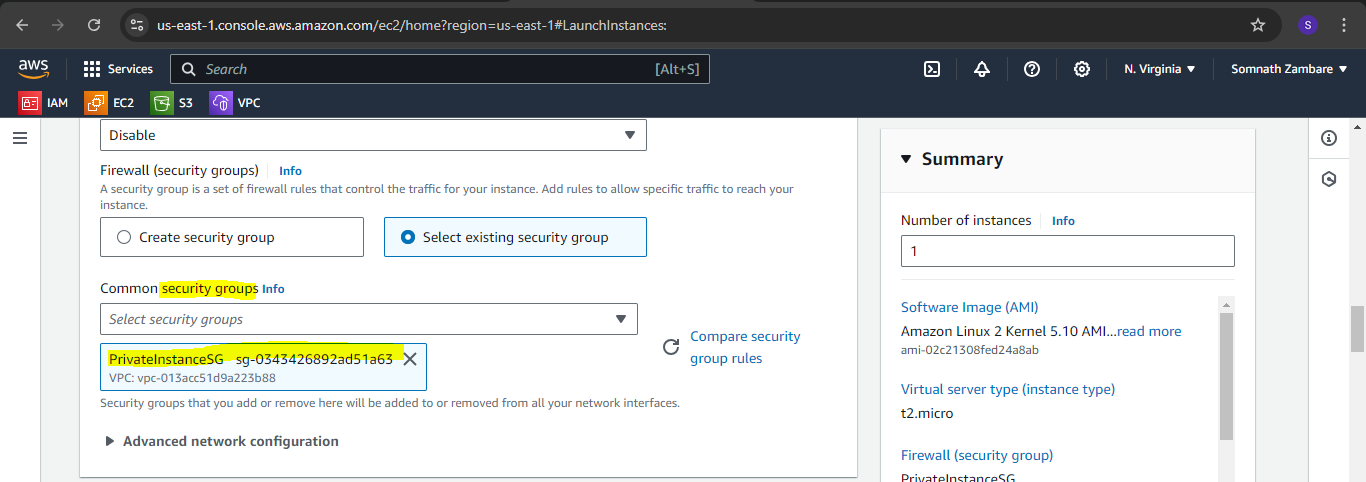 us-east-1.console.aws.amazon.com/ec2/home?region=us-east-1#LaunchInstances:
S
aws
Services
Search
[Alt+S]
N. Virginia
Somnath Zambare
IAM
EC2
S3
VPC
Disable
Firewall (security groups)
Info
A security group is a set of firewall rules that control the traffic for your instance. Add rules to allow specific traffic to reach your
instance.
Create security group
Select existing security group
Common security groups Info
Select security groups
PrivateInstanceSG sg-0343426892ad51a63
VPC: vpc-013acc51d9a223b88
Compare security
group rules
Security groups that you add or remove here will be added to or removed from all your network interfaces.
Advanced network configuration
Summary
Number of instances
Info
1
Software Image (AMI)
Amazon Linux 2 Kernel 5.10 AMI...read more
ami-02c21308fed24a8ab
Virtual server type (instance type)
t2.micro
Firewall (security group)
PrivateInstanceSG